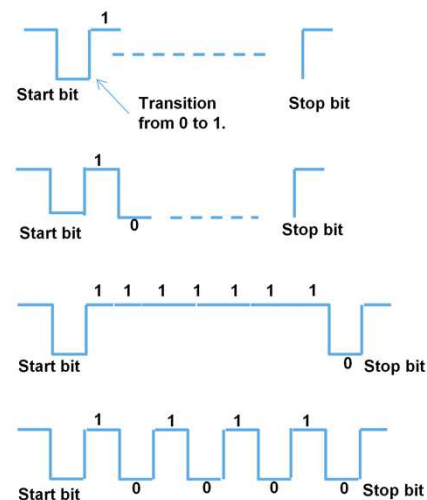 1
Start bit
Transition
from 0 to 1.
Stop bit
1
Start bit
0
Stop bit
1 1 1 1 1 1 1
Start bit
0 Stop bit
1 1 1 1
Start bit
0 0 0 0
Stop bit